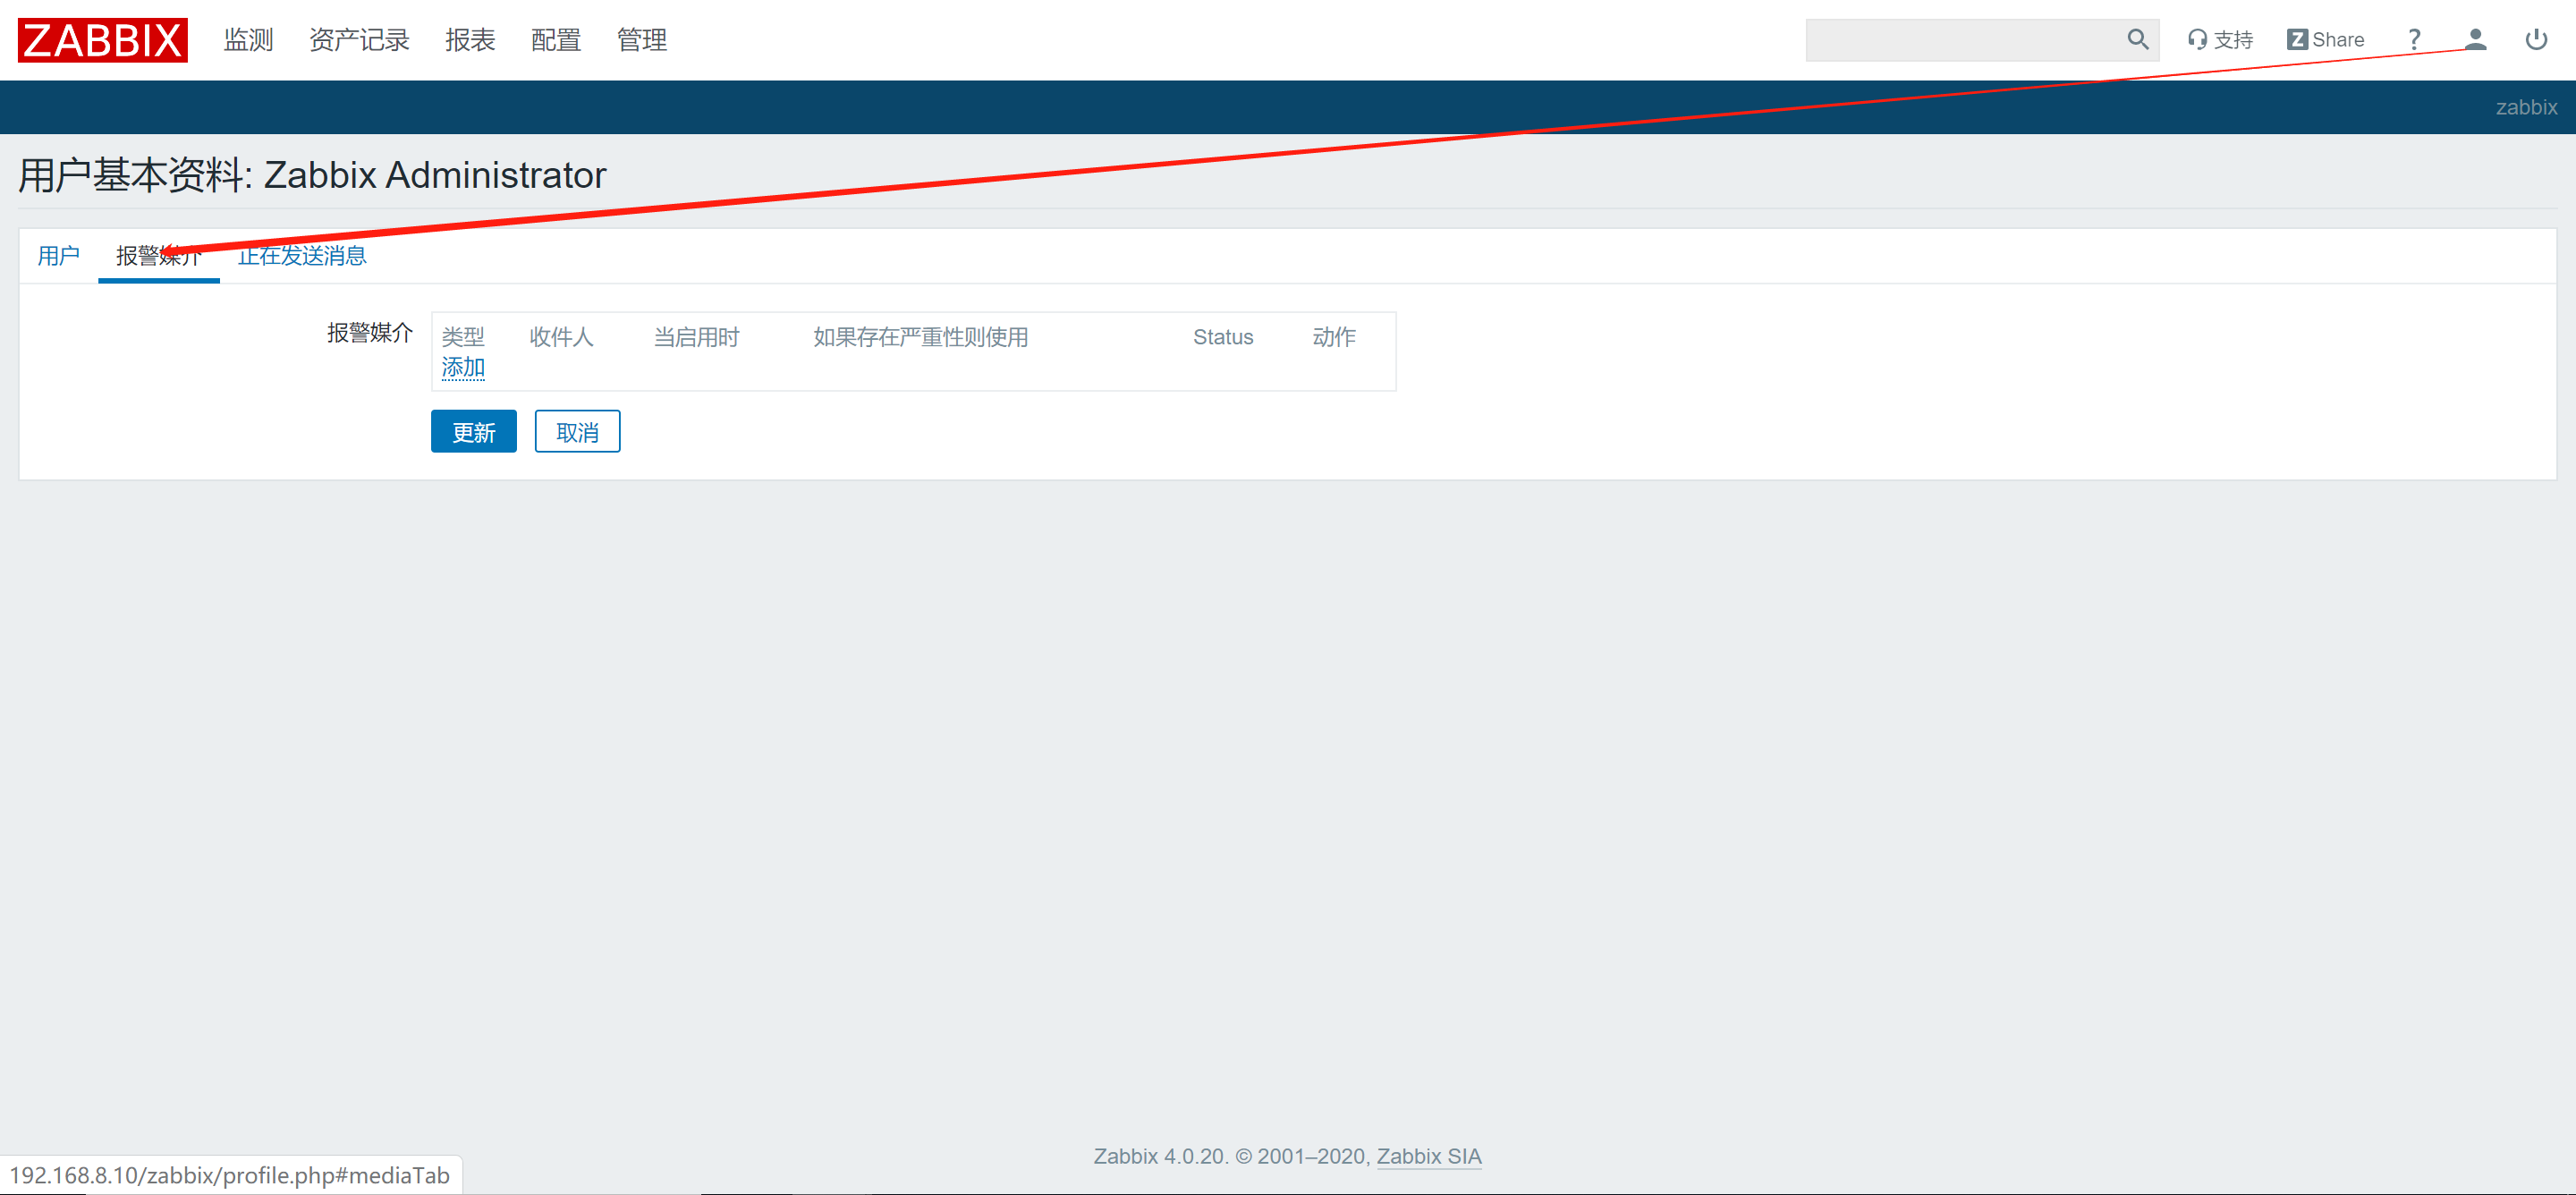 ZABBIX 监测 资产记录 报表 配置 管理 支持 Z Share ?
zabbix
用户基本资料: Zabbix Administrator
用户 报警媒介 正在发送消息
报警媒介 类型 收件人 当启用时 如果存在严重性则使用 Status 动作
添加
更新 取消
Zabbix 4.0.20. © 2001–2020, Zabbix SIA
192.168.8.10/zabbix/profile.php#mediaTab